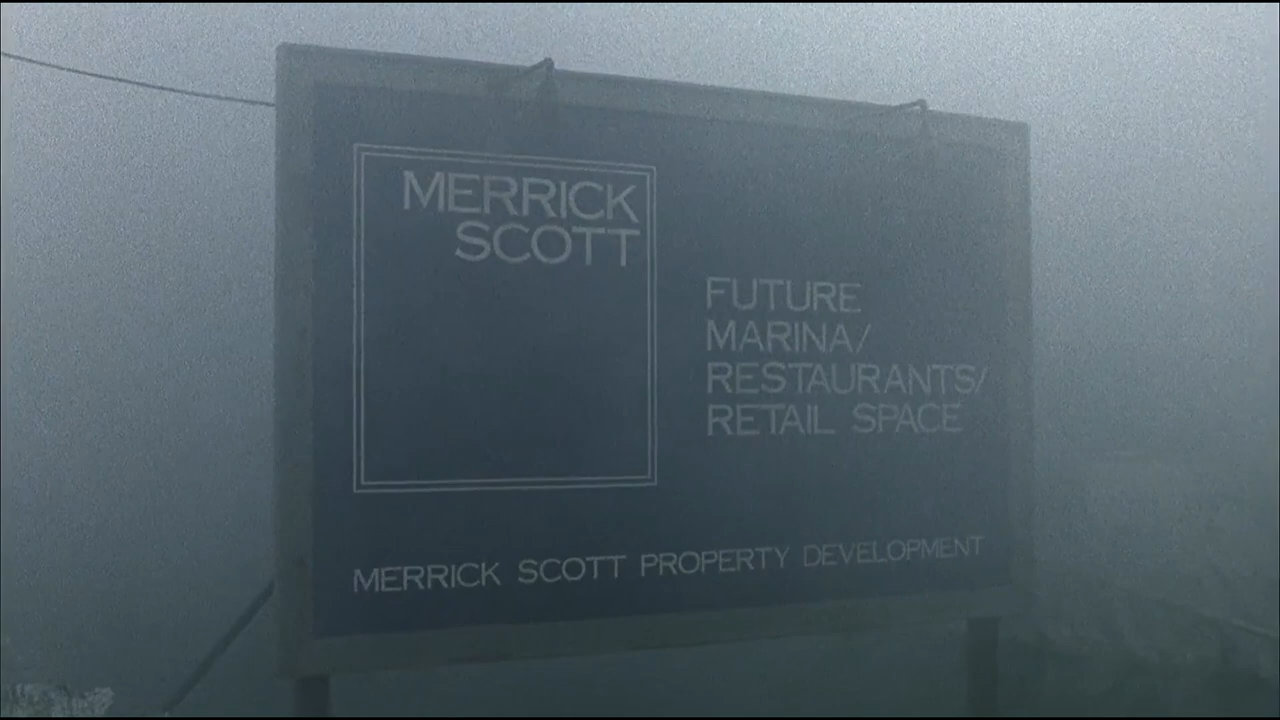 MERRICK
SCOTT
FUTURE
MARINA/
RESTAURANTS/
RETAIL SPACE
MERRICK SCOTT PROPERTY DEVELOPMENT